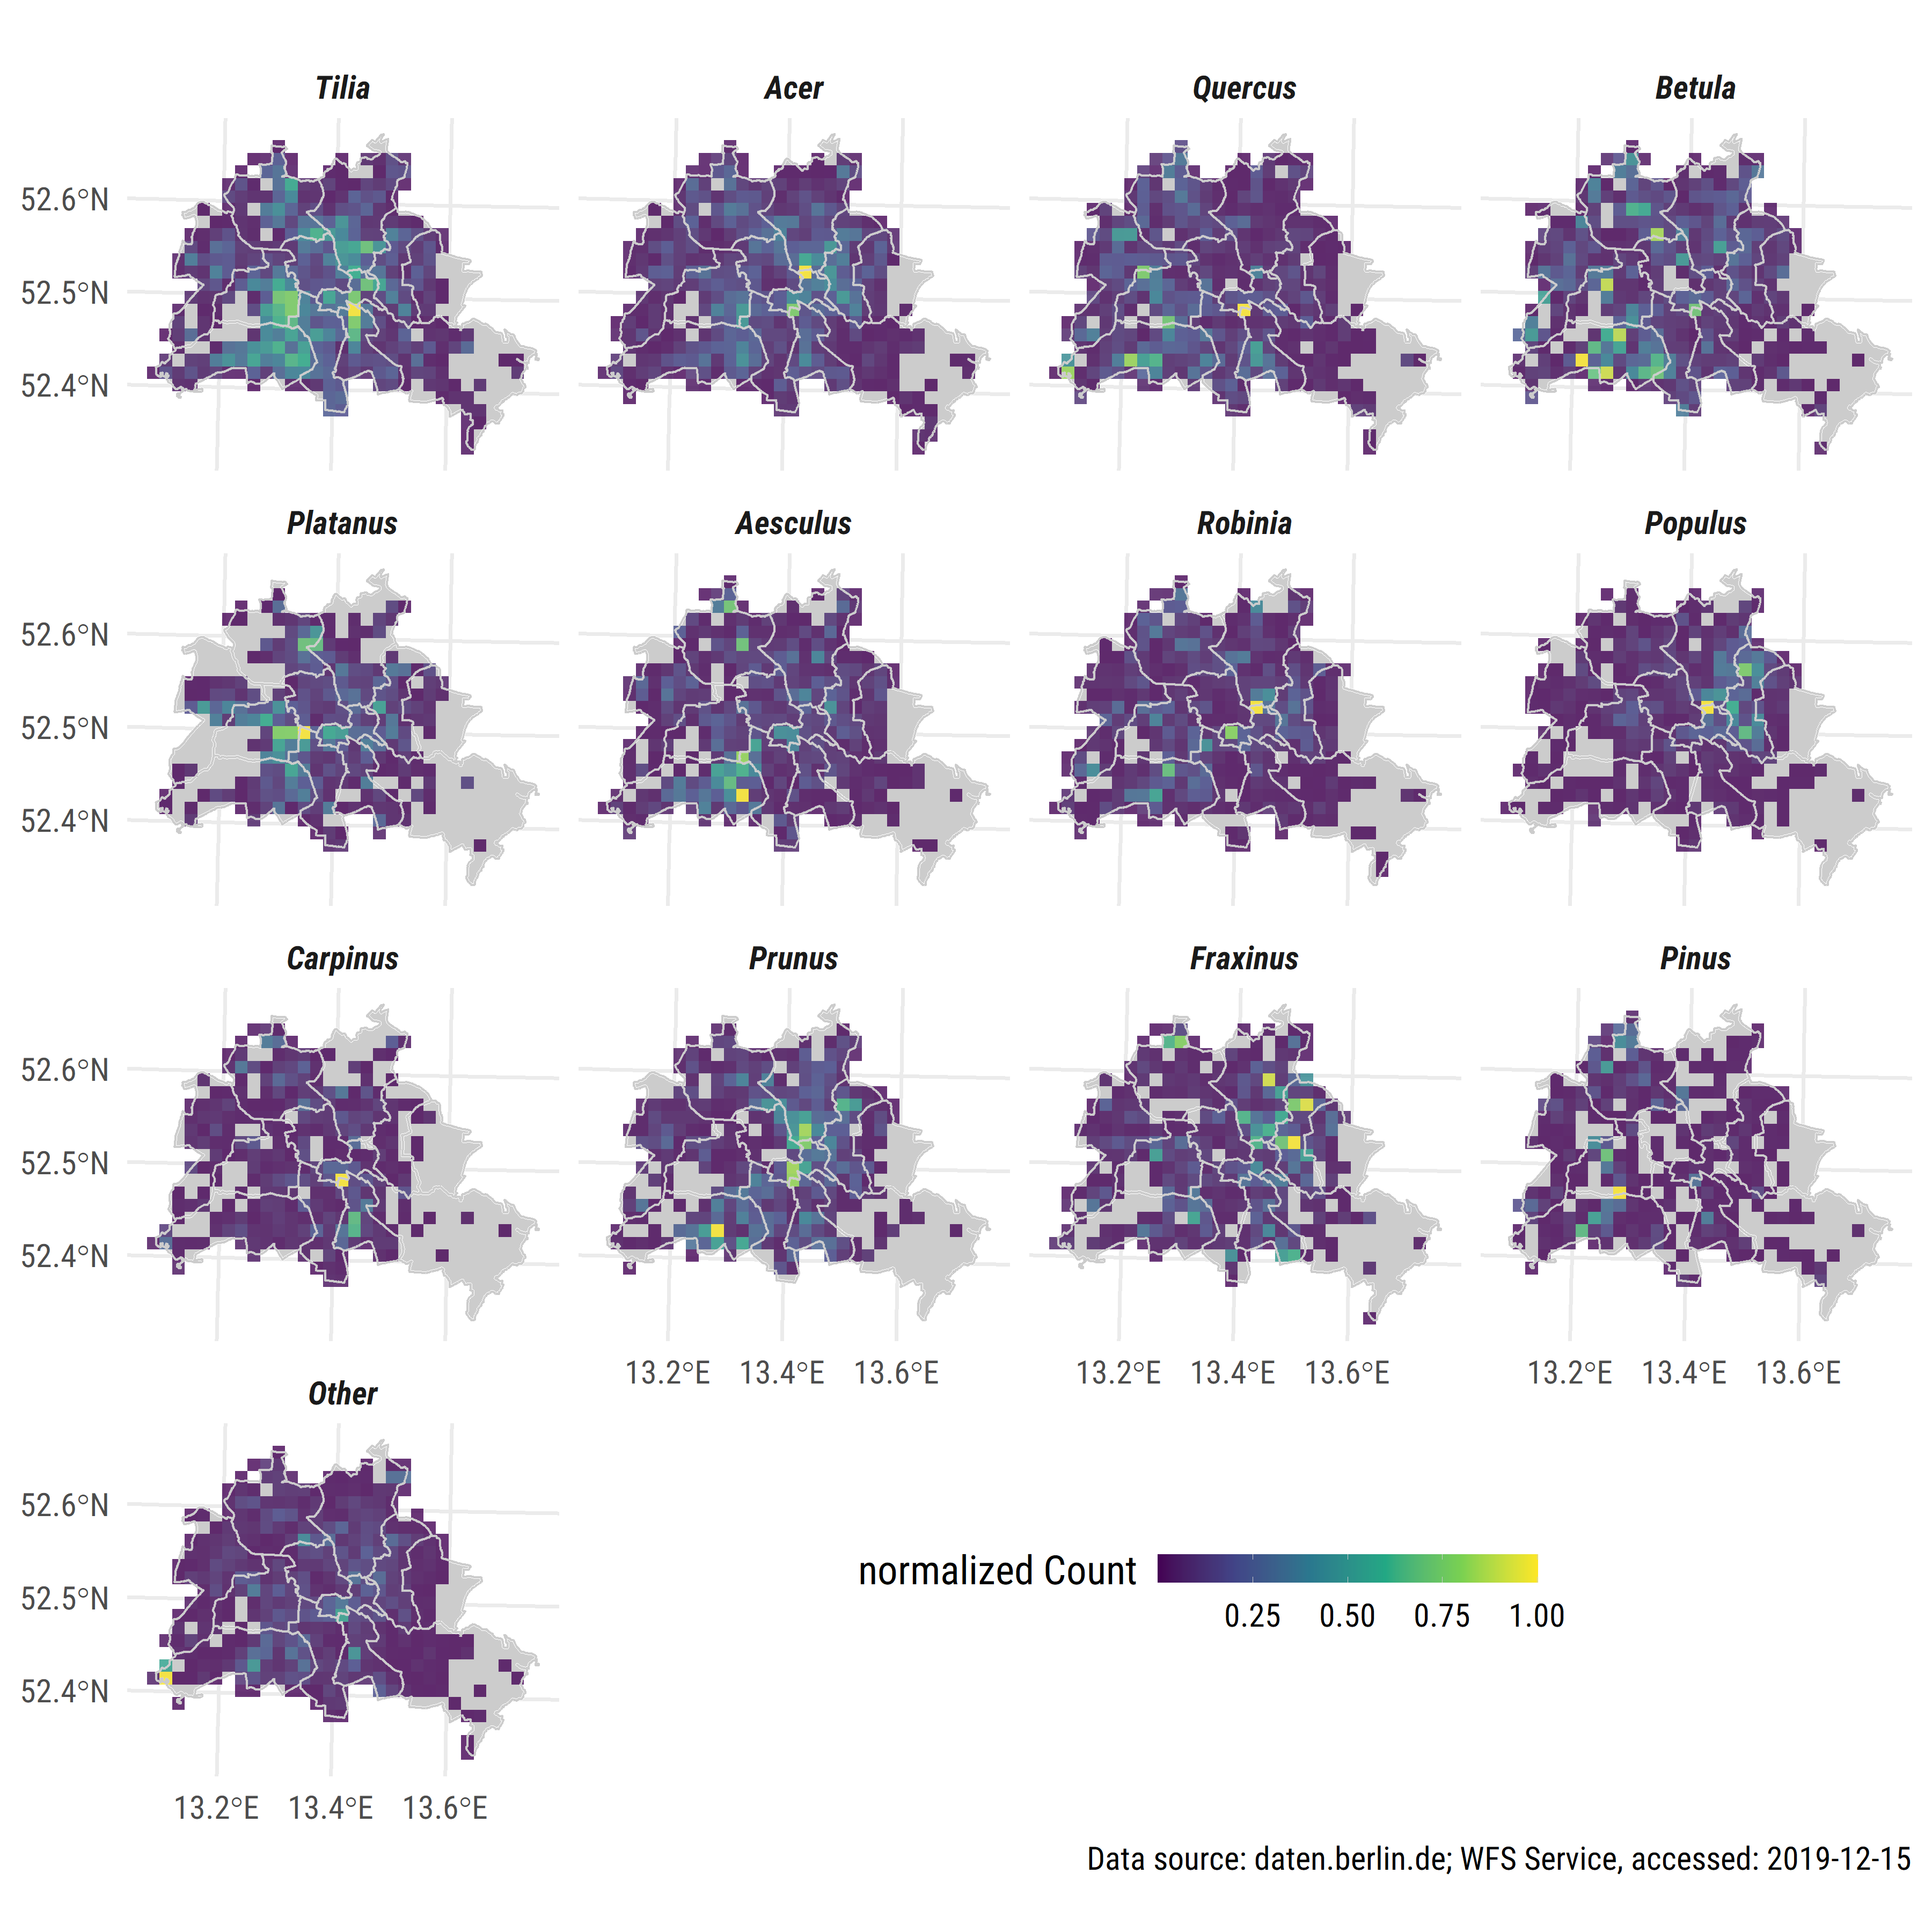 Tilia Acer Quercus Betula
52.6°N
52.5°N
52.4°N
Platanus Aesculus Robinia Populus
52.6°N
52.5°N
52.4°N
Carpinus Prunus Fraxinus Pinus
52.6°N
52.5°N
52.4°N
13.2°E 13.4°E 13.6°E 13.2°E 13.4°E 13.6°E 13.2°E 13.4°E 13.6°E
Other
52.6°N
52.5°N
52.4°N
13.2°E 13.4°E 13.6°E
normalized Count
0.25 0.50 0.75 1.00
Data source: daten.berlin.de; WFS Service, accessed: 2019-12-15